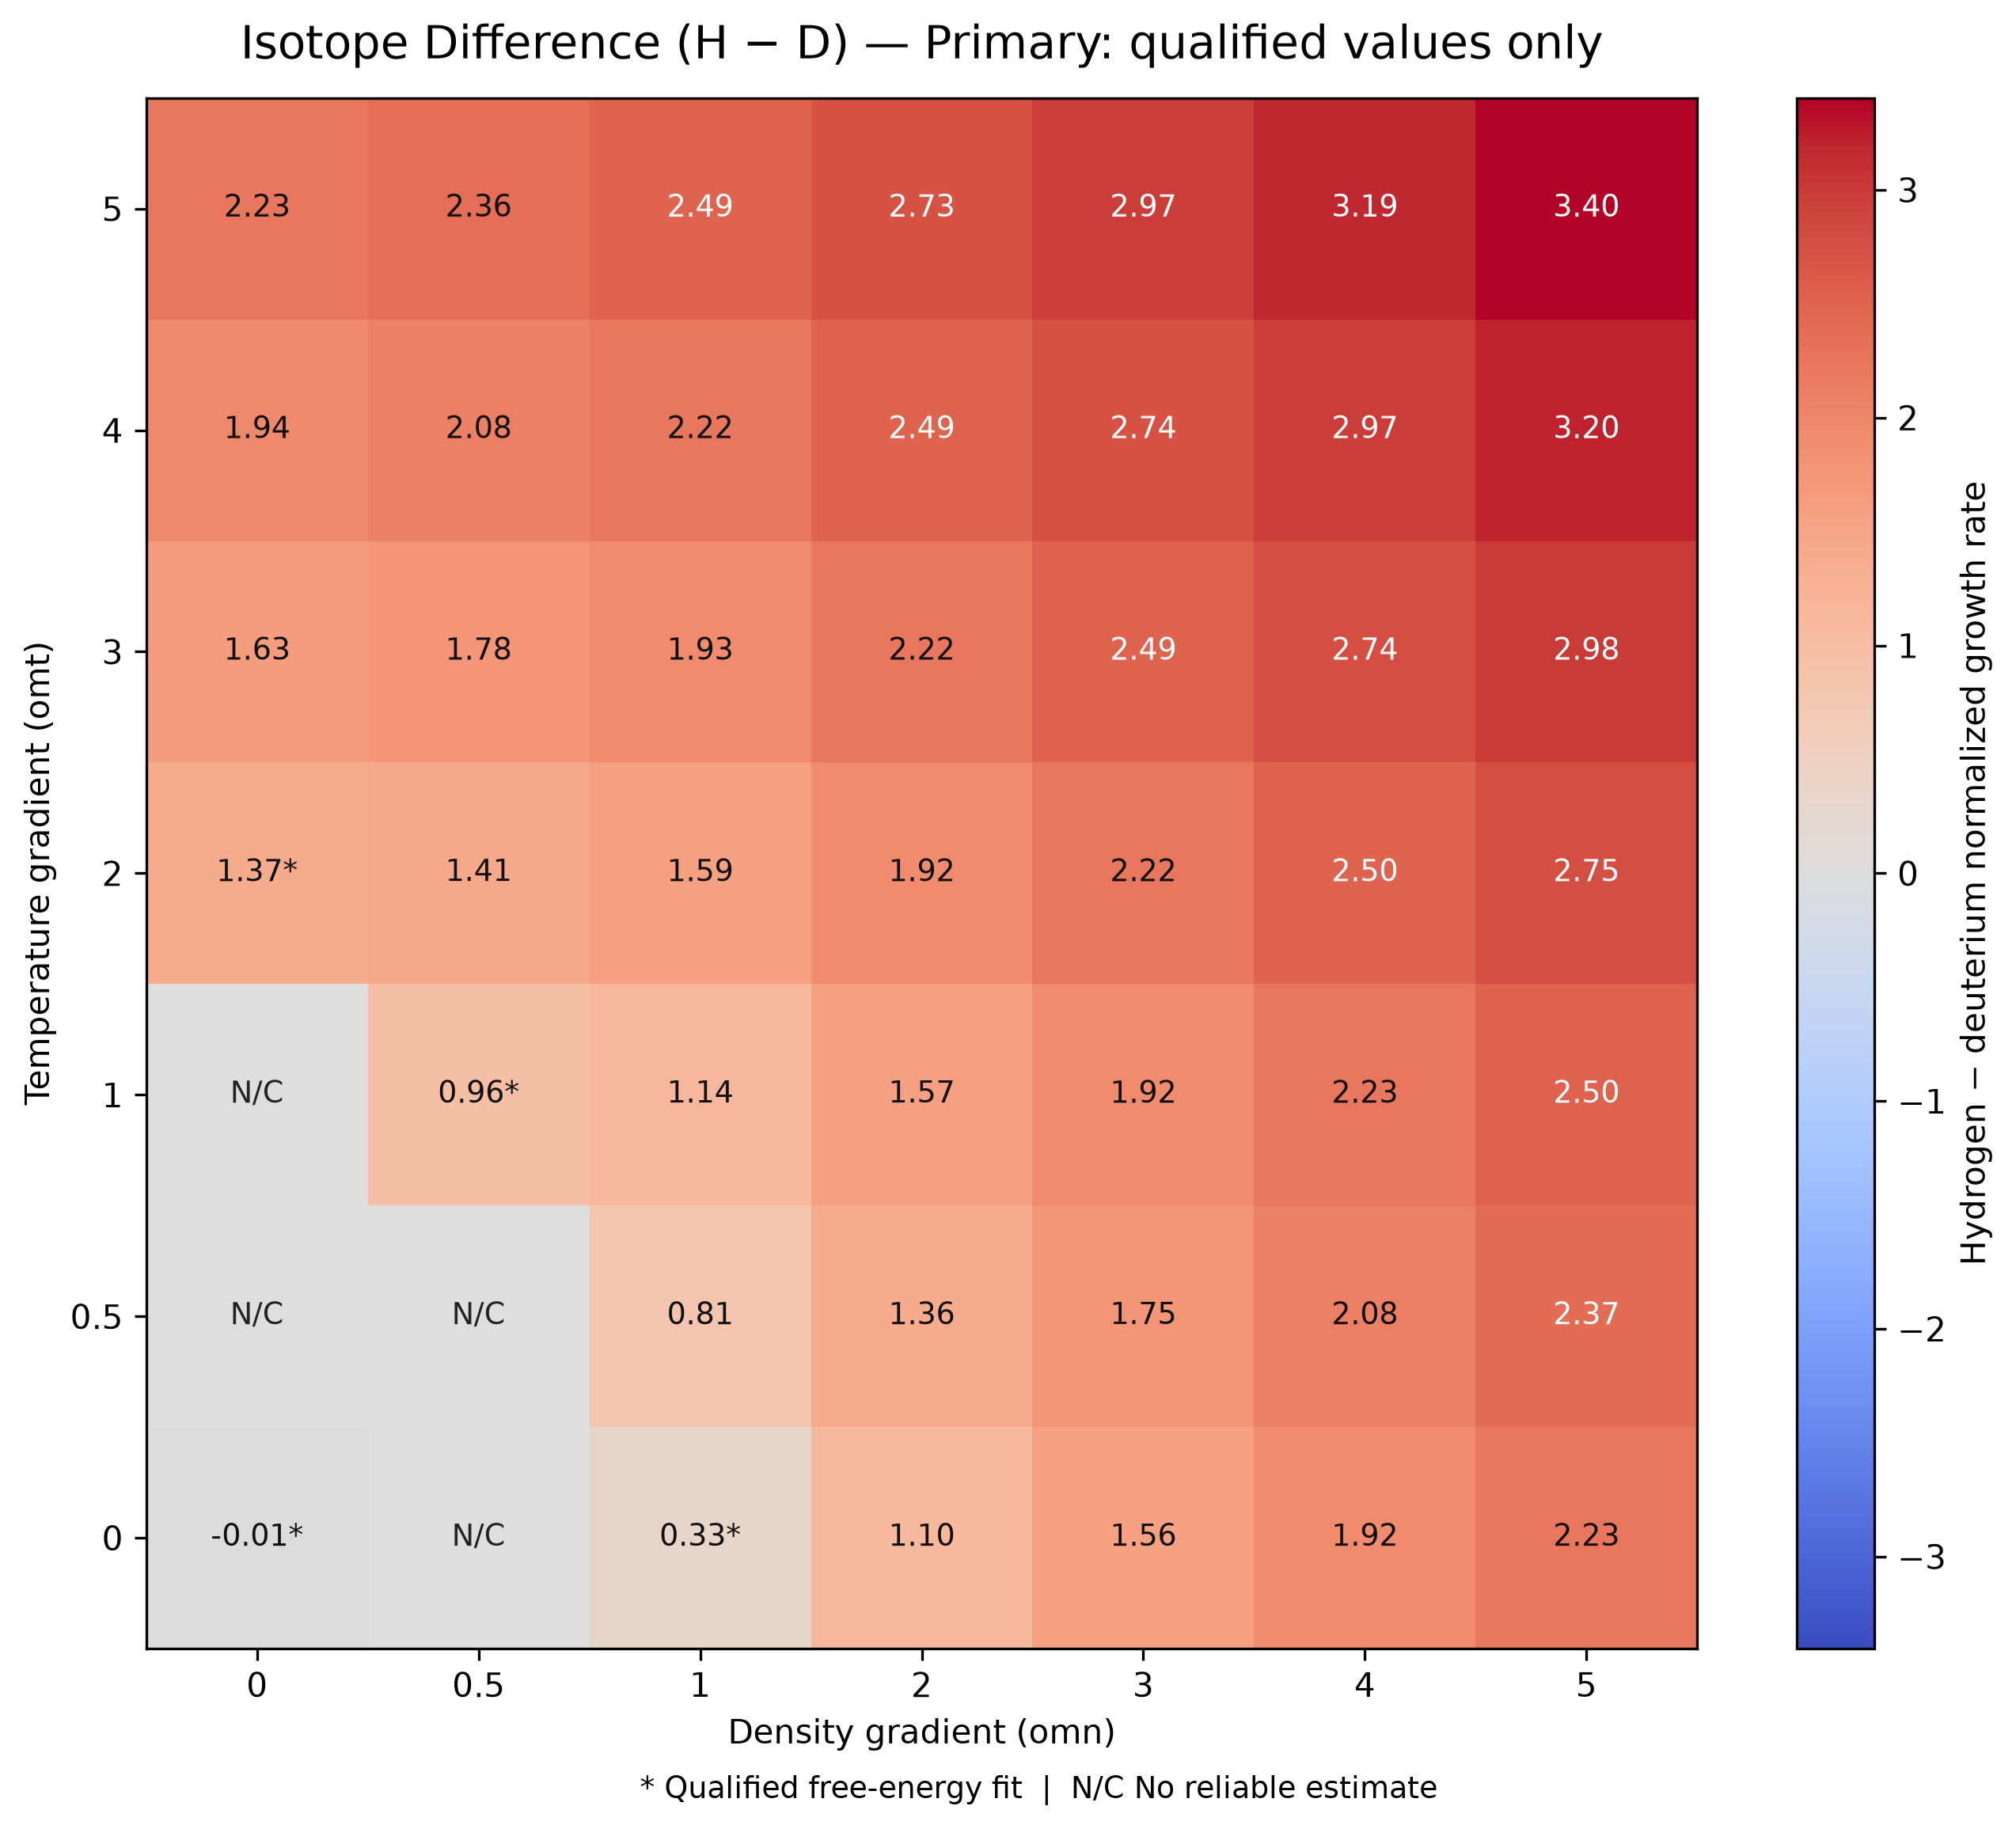 Isotope Difference (H − D) — Primary: qualified values only
5 2.23 2.36 2.49 2.73 2.97 3.19 3.40
4 1.94 2.08 2.22 2.49 2.74 2.97 3.20
3 1.63 1.78 1.93 2.22 2.49 2.74 2.98
2 1.37* 1.41 1.59 1.92 2.22 2.50 2.75
1 N/C 0.96* 1.14 1.57 1.92 2.23 2.50
0.5 N/C N/C 0.81 1.36 1.75 2.08 2.37
0 -0.01* N/C 0.33* 1.10 1.56 1.92 2.23
0 0.5 1 2 3 4 5
Temperature gradient (omt)
Density gradient (omn)
* Qualified free-energy fit | N/C No reliable estimate
3
2
1
0
−1
−2
−3
Hydrogen − deuterium normalized growth rate